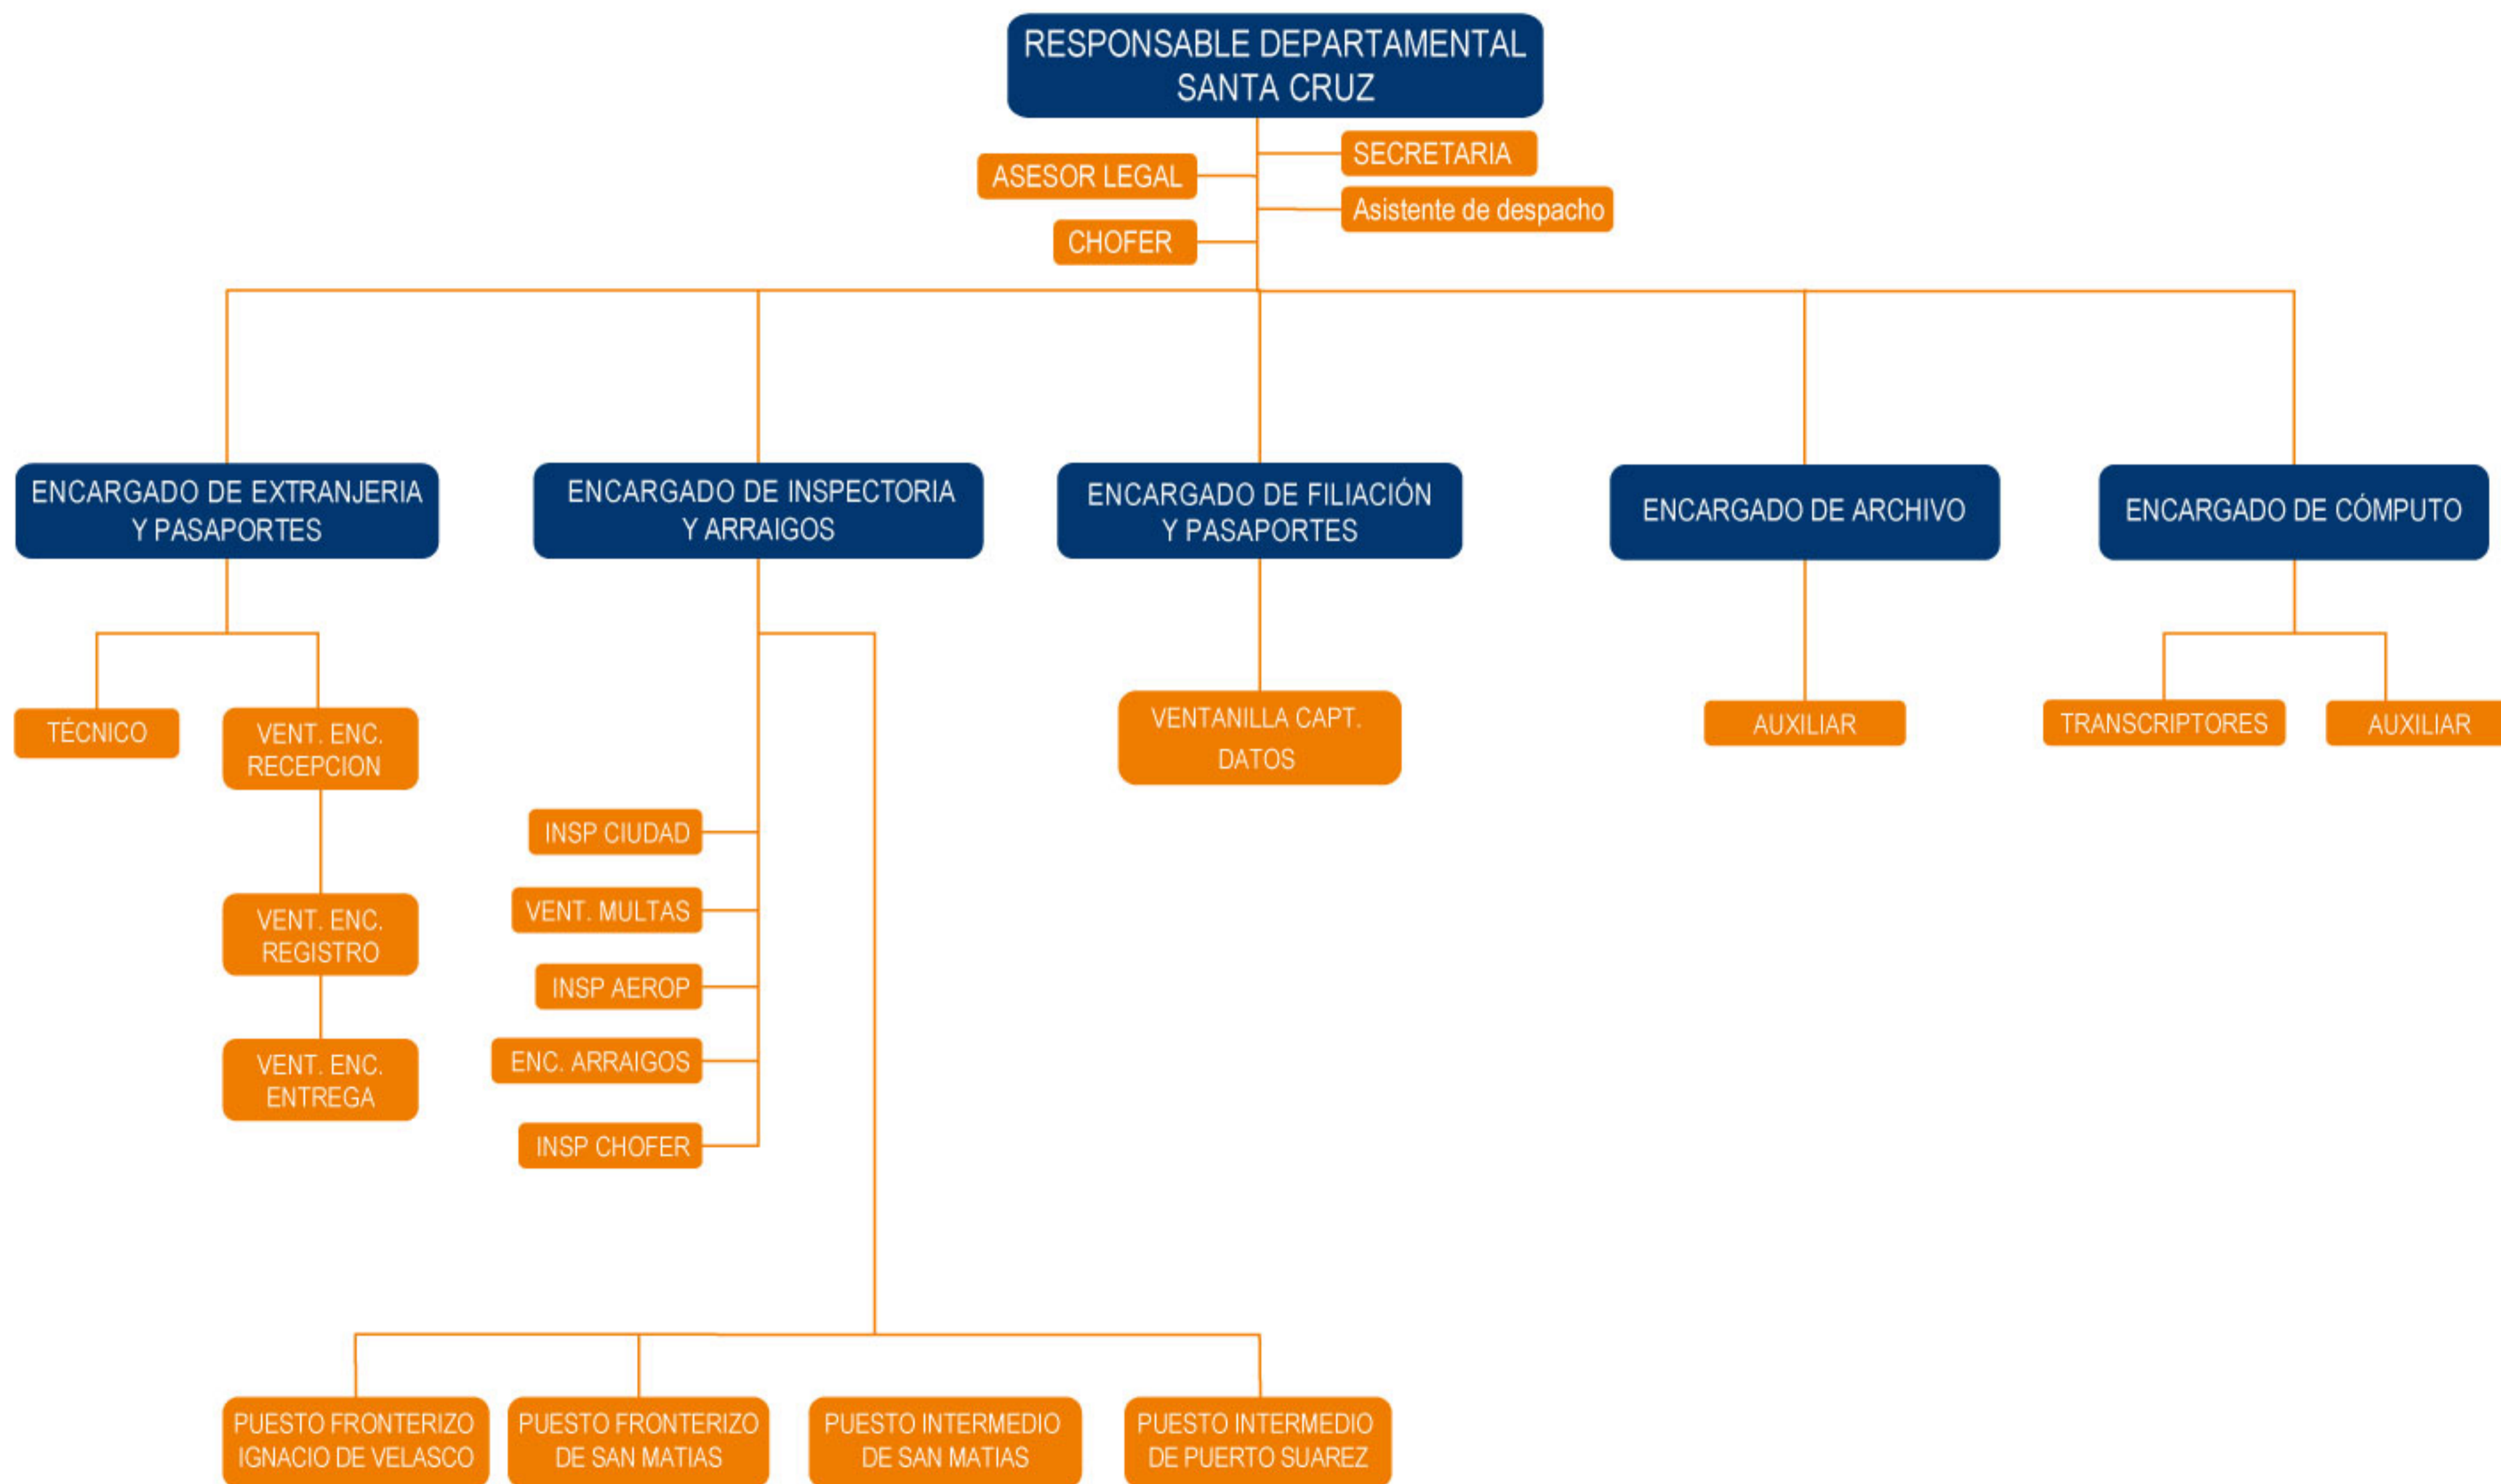 RESPONSABLE DEPARTAMENTAL
SANTA CRUZ
SECRETARIA
ASESOR LEGAL
Asistente de despacho
CHOFER
ENCARGADO DE EXTRANJERIA
Y PASAPORTES
ENCARGADO DE INSPECTORIA
Y ARRAIGOS
ENCARGADO DE FILIACIÓN
Y PASAPORTES
ENCARGADO DE ARCHIVO
ENCARGADO DE CÓMPUTO
TÉCNICO
VENT. ENC.
RECEPCION
VENTANILLA CAPT.
DATOS
AUXILIAR
TRANSCRIPTORES
AUXILIAR
INSP CIUDAD
VENT. MULTAS
VENT. ENC.
REGISTRO
INSP AEROP
ENC. ARRAIGOS
VENT. ENC.
ENTREGA
INSP CHOFER
PUESTO FRONTERIZO
IGNACIO DE VELASCO
PUESTO FRONTERIZO
DE SAN MATIAS
PUESTO INTERMEDIO
DE SAN MATIAS
PUESTO INTERMEDIO
DE PUERTO SUAREZ